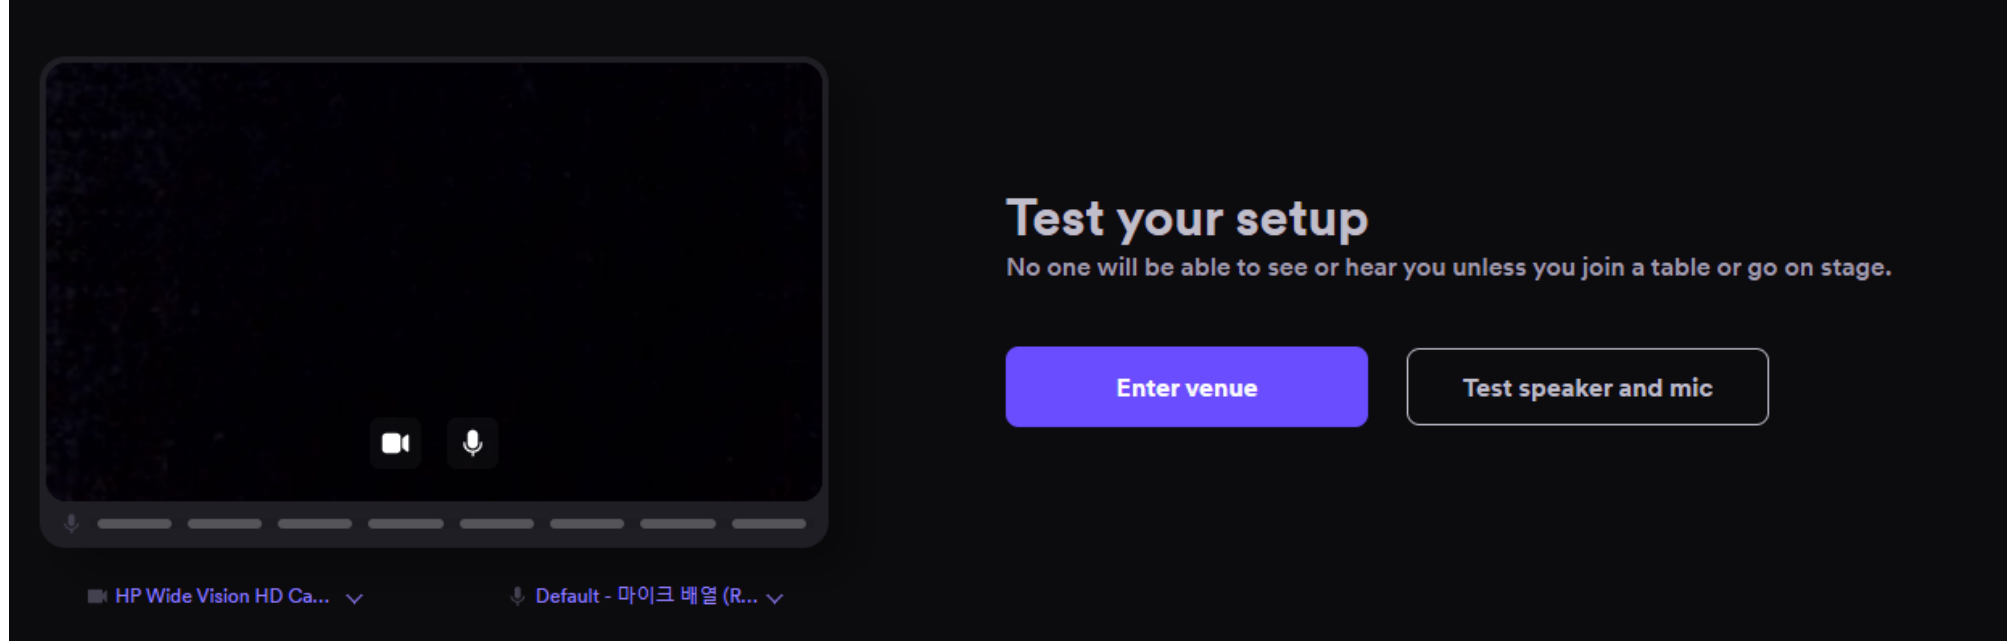 Test your setup
No one will be able to see or hear you unless you join a table or go on stage.
Enter venue
Test speaker and mic
HP Wide Vision HD Ca...
Default - 마이크 배열 (R...